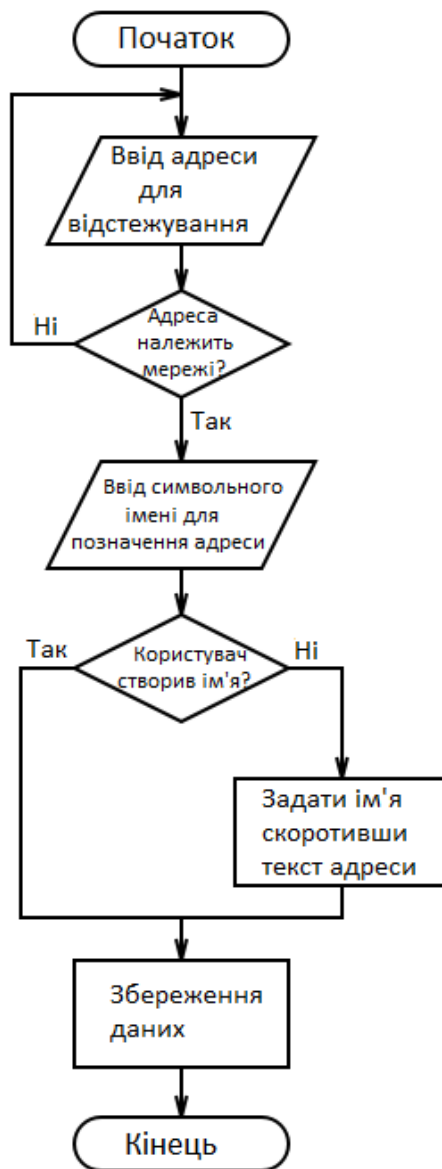 Початок
Ввід адреси
для
відстежування
Ні
Адреса
належить
мережі?
Так
Ввід символьного
імені для
позначення адреси
Так
Користувач
створив ім'я?
Ні
Задати ім'я
скоротивши
текст адреси
Збереження
даних
Кінець